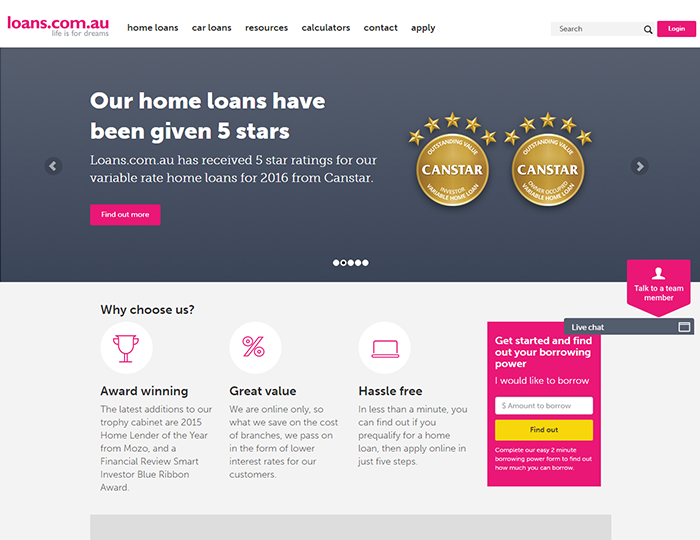 loans.com.au
life is for dreams
home loans car loans resources calculators contact apply
Search
Login
Our home loans have
been given 5 stars
Loans.com.au has received 5 star ratings for our
variable rate home loans for 2016 from Canstar.
Find out more
OUTSTANDING VALUE
CANSTAR
INVESTOR
VARIABLE HOME LOAN
OUTSTANDING VALUE
CANSTAR
OWNER OCCUPIED
VARIABLE HOME LOAN
Talk to a team
member
Live chat
Why choose us?
Award winning
The latest additions to our
trophy cabinet are 2015
Home Lender of the Year
from Mozo, and a
Financial Review Smart
Investor Blue Ribbon
Award.
Great value
We are online only, so
what we save on the cost
of branches, we pass on
in the form of lower
interest rates for our
customers.
Hassle free
In less than a minute, you
can find out if you
prequalify for a home
loan, then apply online in
just five steps.
Get started and find
out your borrowing
power
I would like to borrow
$ Amount to borrow
Find out
Complete our easy 2 minute
borrowing power form to find out
how much you can borrow.